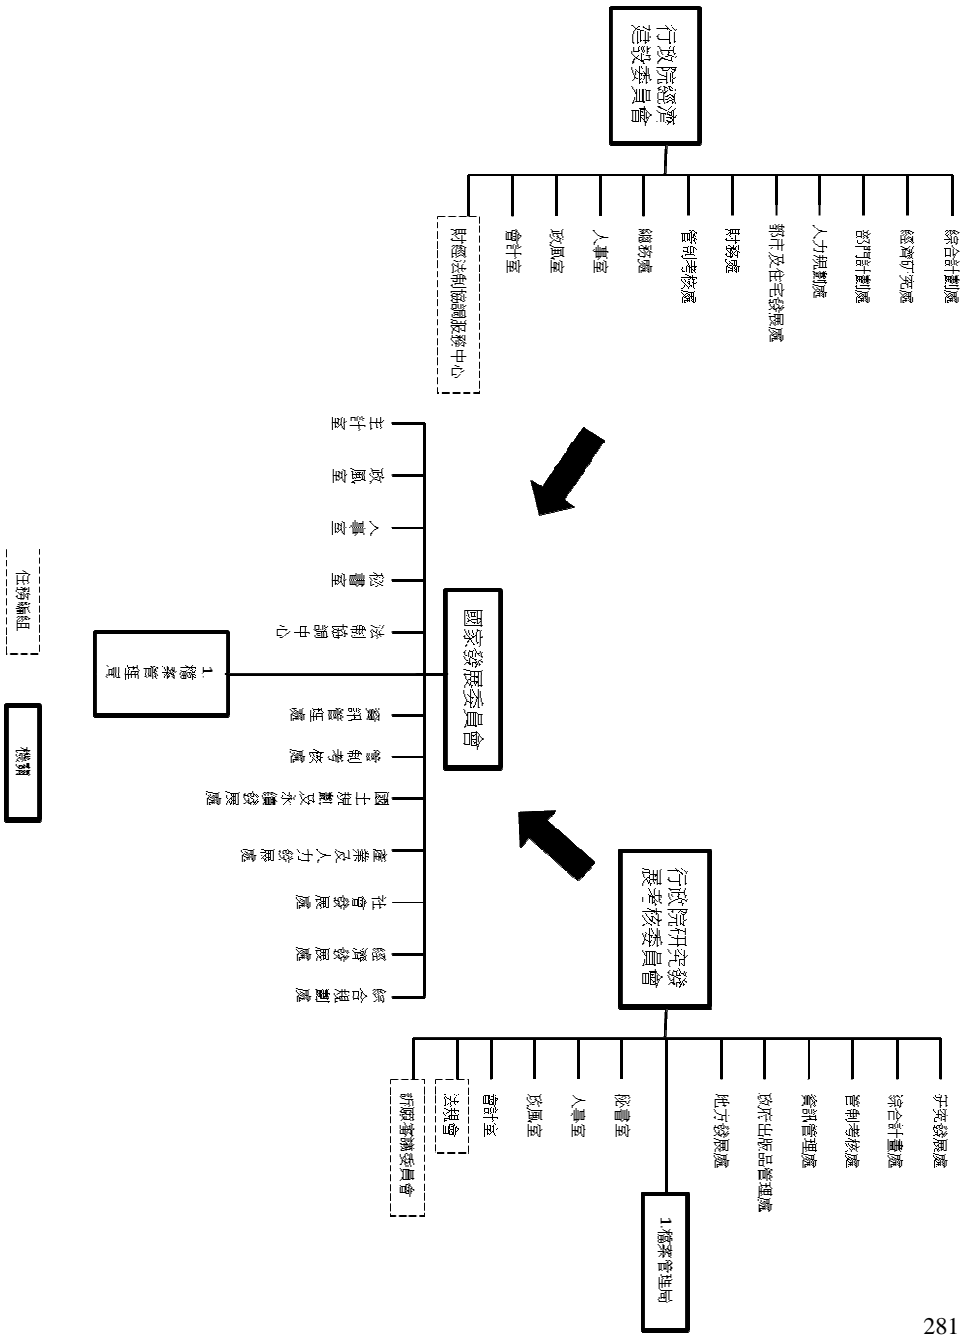 行政院經濟
建設委員會
綜合計劃處
經濟研究處
部門計劃處
人力規劃處
都市及住宅發展處
財務處
管制考核處
總務處
人事室
政風室
會計室
財經法制協調服務中心
行政院研究發
展考核委員會
研究發展處
綜合計畫處
管制考核處
資訊管理處
政府出版品管理處
地方發展處
1.檔案管理局
秘書室
人事室
政風室
會計室
法規會
訴願審議委員會
國家發展委員會
綜合規劃處
經濟發展處
社會發展處
產業及人力發展處
國土規劃及永續發展處
管制考核處
資訊管理處
1.
檔案管理局
法制協調中心
秘書室
人事室
政風室
主計室
任務編組
機關
281